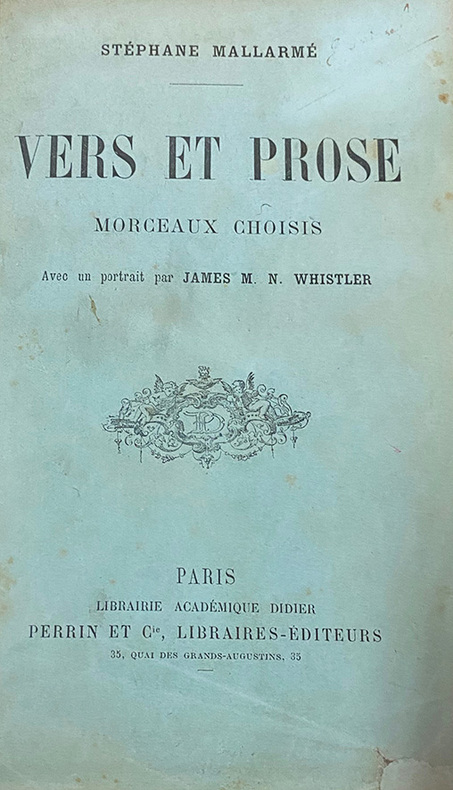 STÉPHANE MALLARMÉ
VERS ET PROSE
MORCEAUX CHOISIS
Avec un portrait par JAMES M. N. WHISTLER
PARIS
LIBRAIRIE ACADÉMIQUE DIDIER
PERRIN ET Cie, LIBRAIRES-ÉDITEURS
35, QUAI DES GRANDS-AUGUSTINS, 35